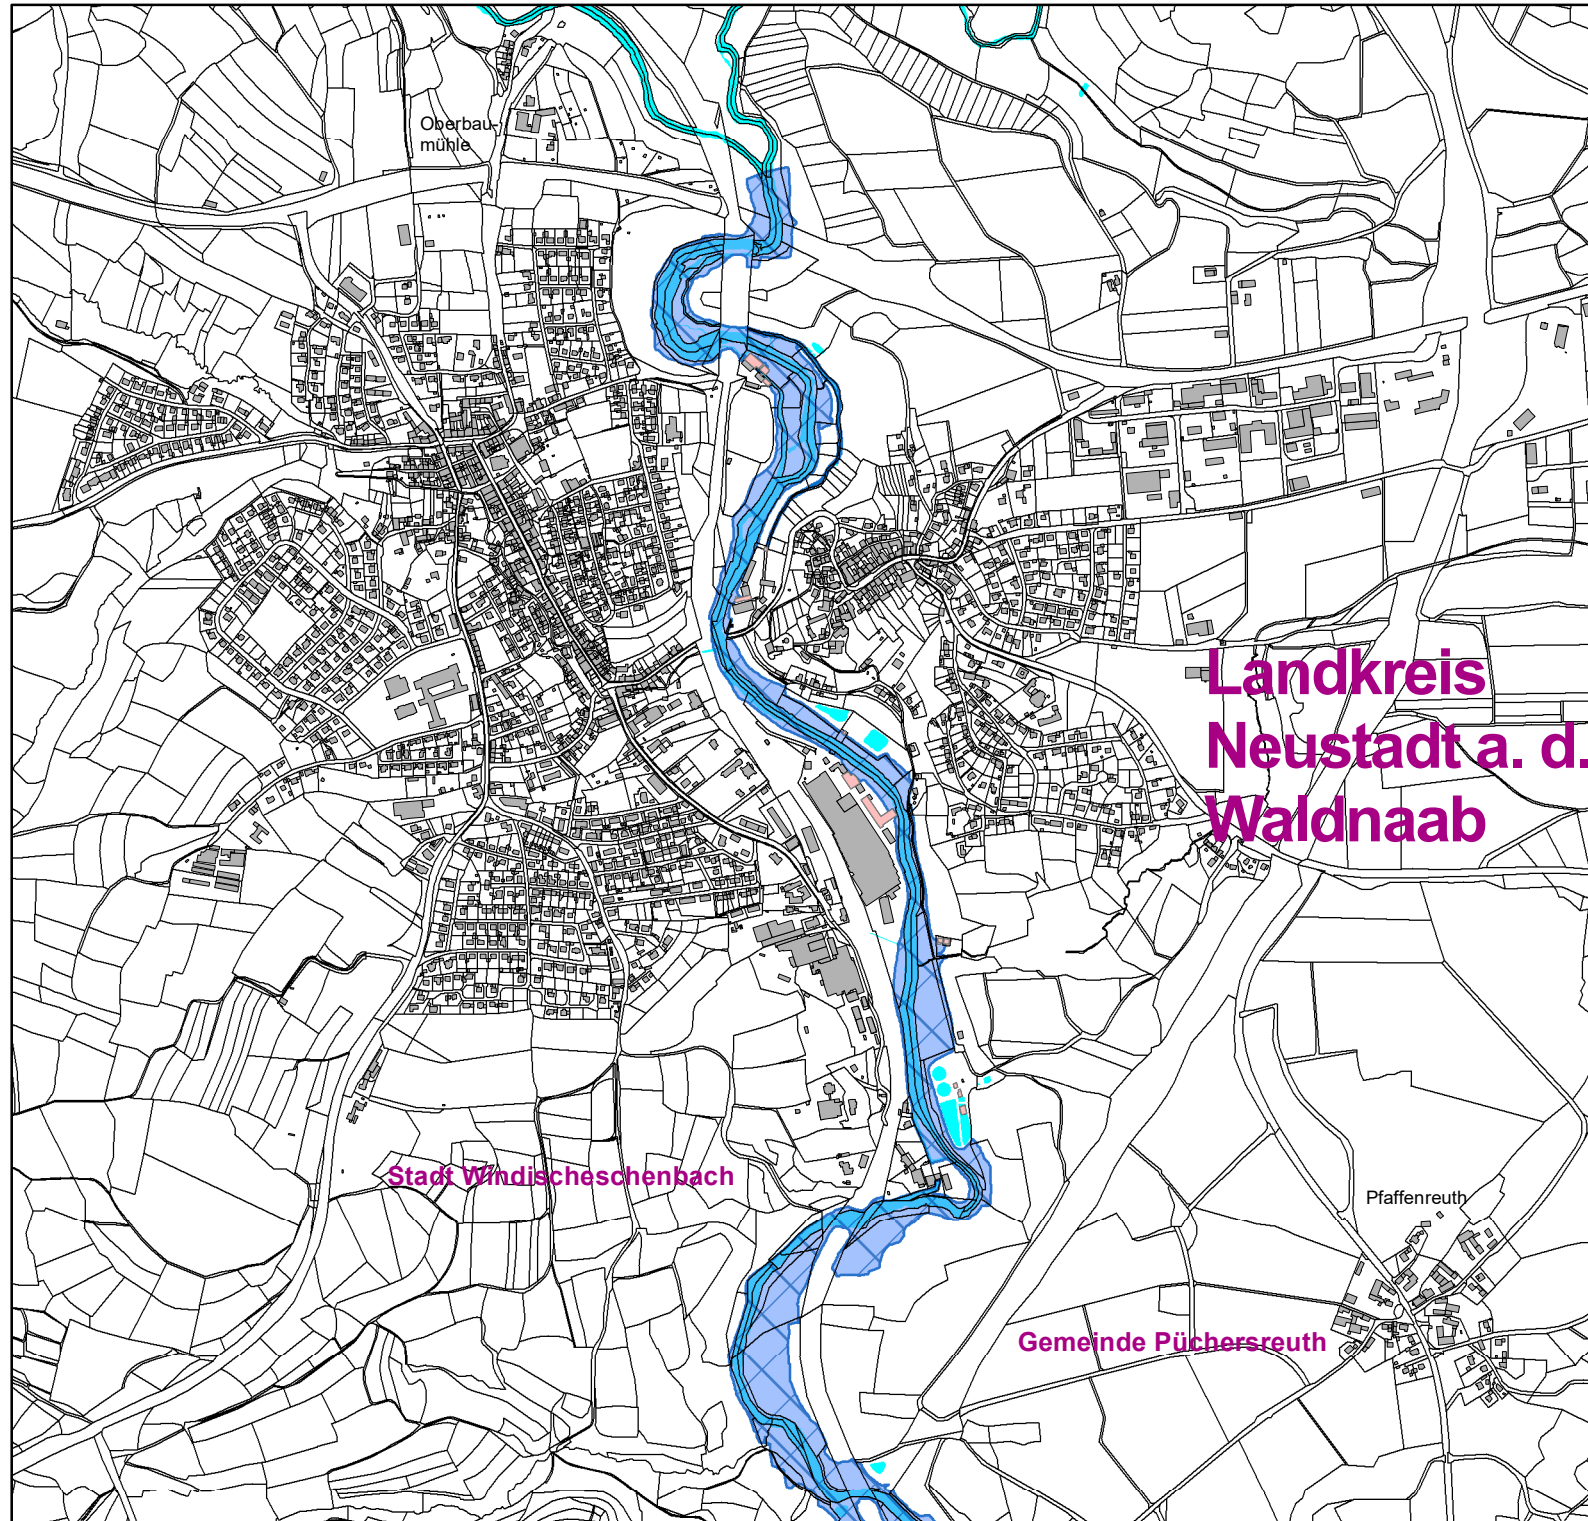 Oberbau-
mühle
Landkreis
Neustadt a. d.
Waldnaab
Stadt Windischeschenbach
Pfaffenreuth
Gemeinde Püchersreuth